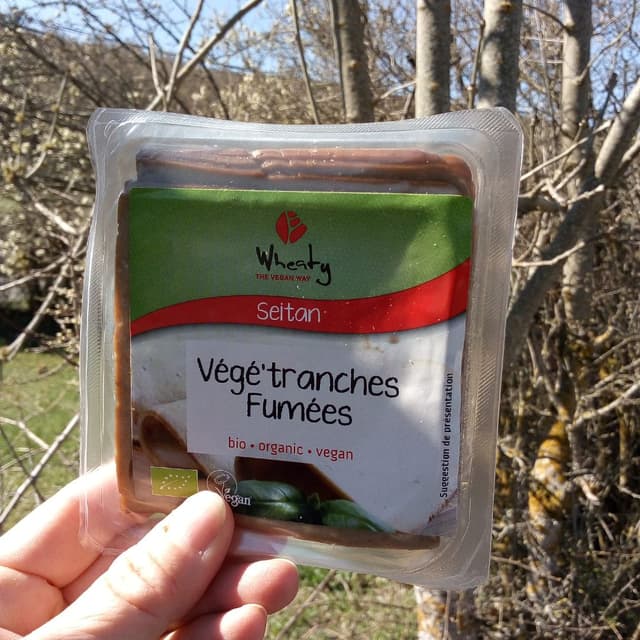 Wheaty
THE VEGAN WAY
Seitan
Végé'tranches
Fumées
bio • organic • vegan
Suggestion de présentation
Vegan